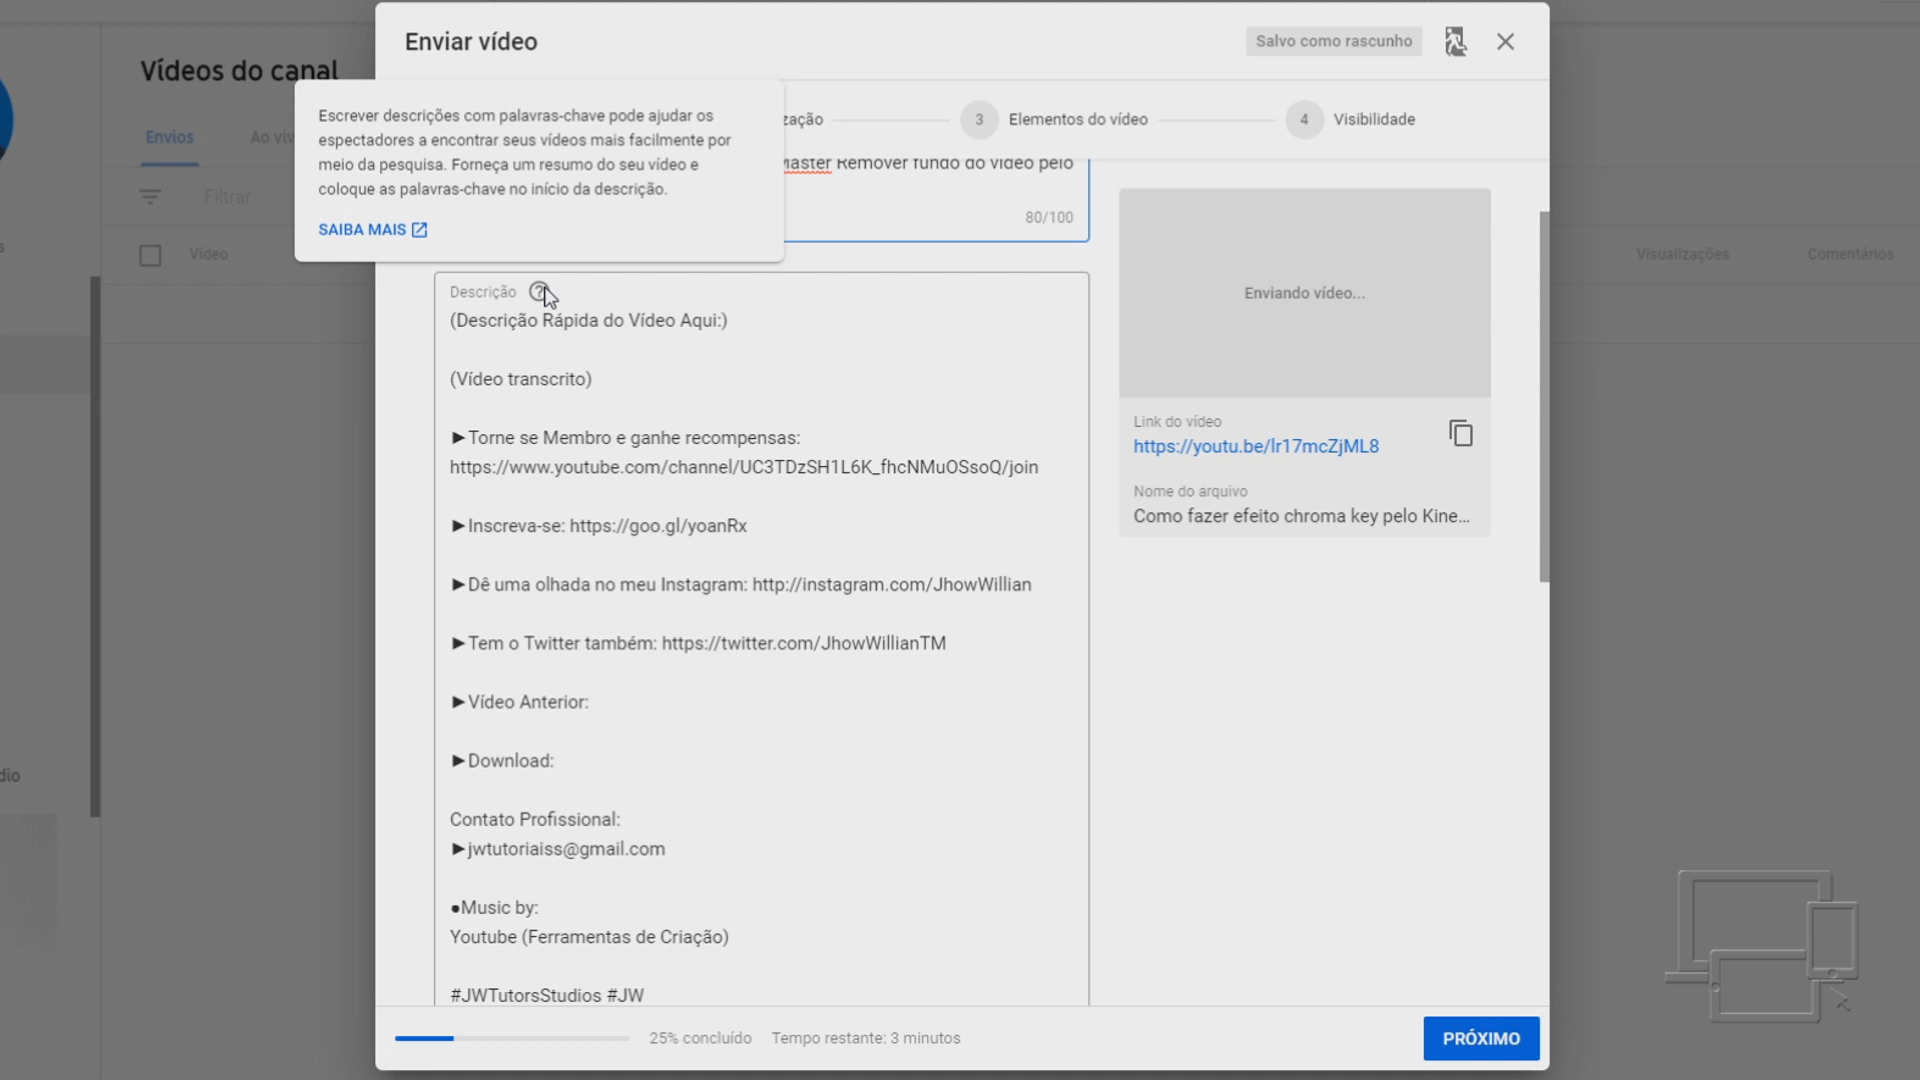 Enviar vídeo
Salvo como rascunho
Vídeos do canal
Escrever descrições com palavras-chave pode ajudar os
espectadores a encontrar seus vídeos mais facilmente por
meio da pesquisa. Forneça um resumo do seu vídeo e
coloque as palavras-chave no início da descrição.
SAIBA MAIS
zação
3 Elementos do vídeo
4 Visibilidade
Envios
Ao viv
Master Remover fundo do vídeo pelo
80/100
Filtrar
Vídeo
Visualizações
Comentários
s
Descrição
(Descrição Rápida do Vídeo Aqui:)
(Vídeo transcrito)
►Torne se Membro e ganhe recompensas:
https://www.youtube.com/channel/UC3TDzSH1L6K_fhcNMuOSsoQ/join
►Inscreva-se: https://goo.gl/yoanRx
►Dê uma olhada no meu Instagram: http://instagram.com/JhowWillian
►Tem o Twitter também: https://twitter.com/JhowWillianTM
►Vídeo Anterior:
►Download:
Contato Profissional:
►jwtutoriaiss@gmail.com
●Music by:
Youtube (Ferramentas de Criação)
#JWTutorsStudios #JW
Enviando vídeo...
Link do vídeo
https://youtu.be/lr17mcZjML8
Nome do arquivo
Como fazer efeito chroma key pelo Kine...
dio
25% concluído
Tempo restante: 3 minutos
PRÓXIMO